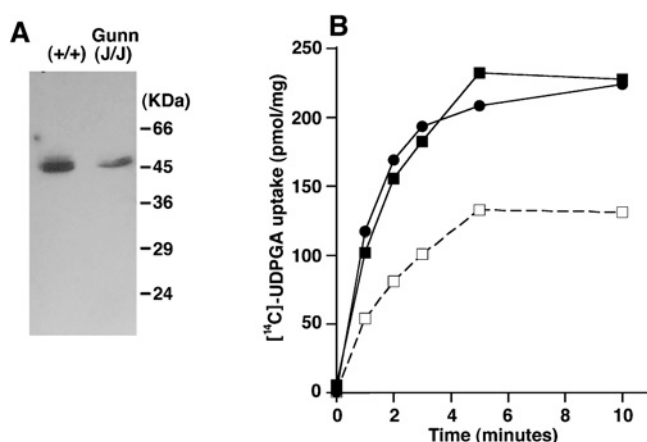 A
(+/+)
Gunn
(J/J)
(KDa)
–66
–45
–36
–29
–24
B
[¹⁴C]-UDPGA uptake (pmol/mg)
250
200
150
100
50
0
0 2 4 6 8 10
Time (minutes)